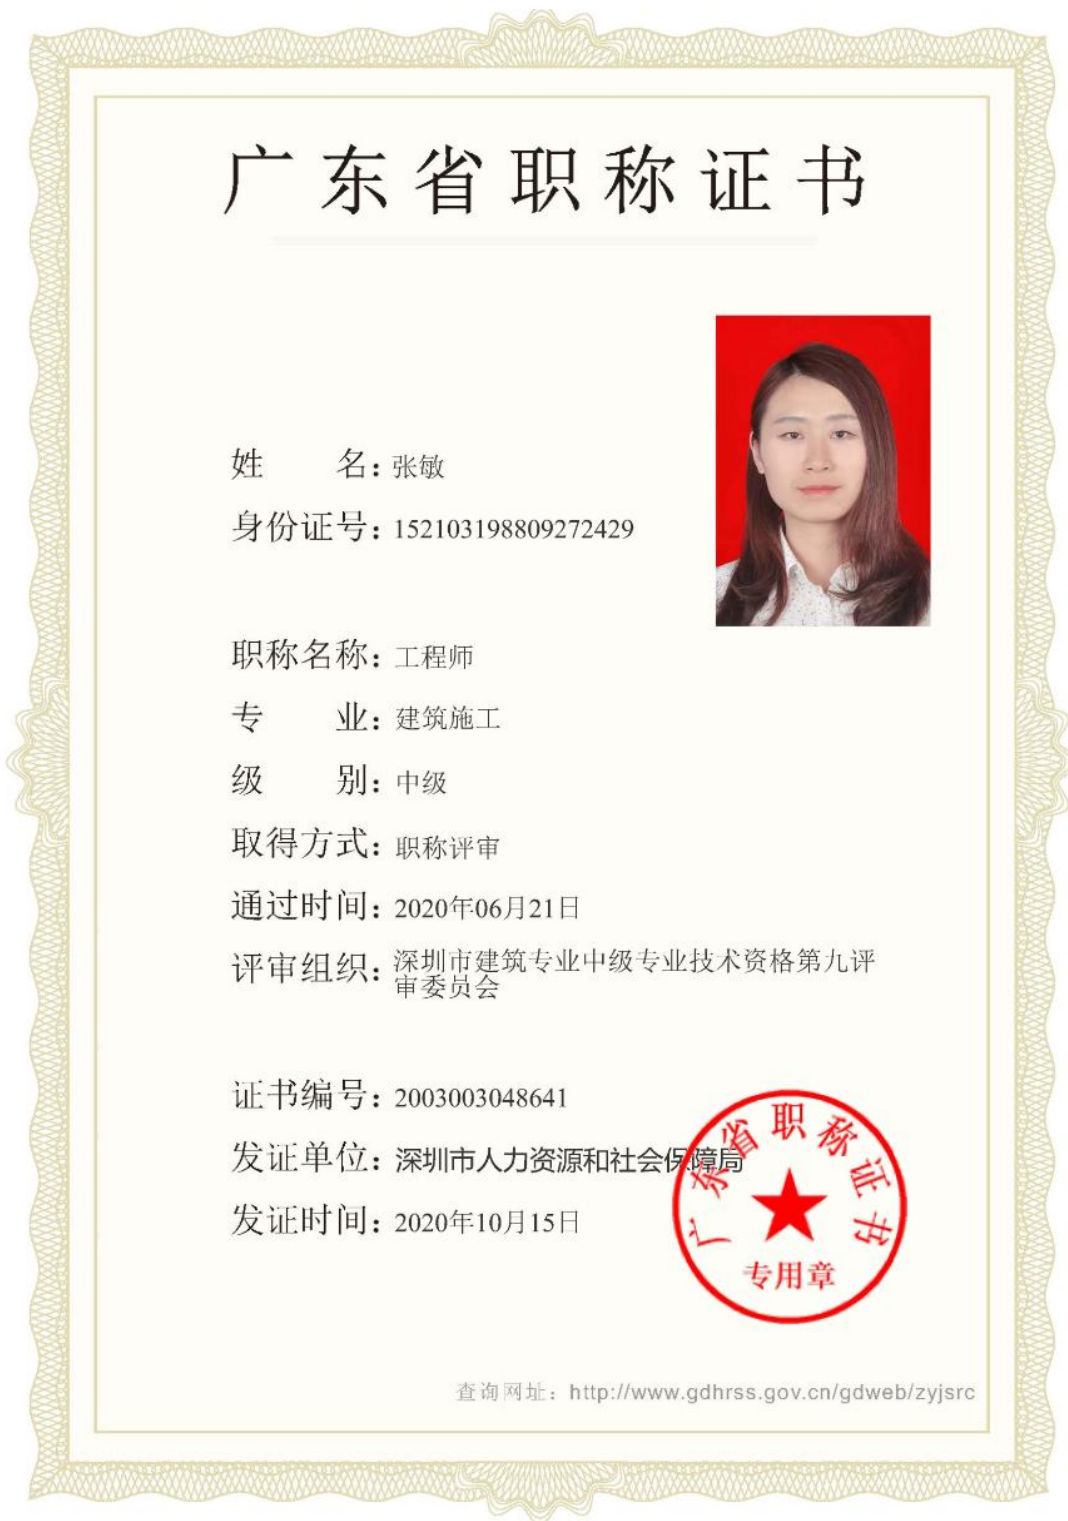 广东省职称证书
姓 名：张敏
身份证号：152103198809272429
职称名称：工程师
专 业：建筑施工
级 别：中级
取得方式：职称评审
通过时间：2020年06月21日
评审组织：深圳市建筑专业中级专业技术资格第九评
审委员会
证书编号：2003003048641
发证单位：深圳市人力资源和社会保障局
发证时间：2020年10月15日
广东省职称证书
专用章
查询网址：http://www.gdhrss.gov.cn/gdweb/zyjsrc